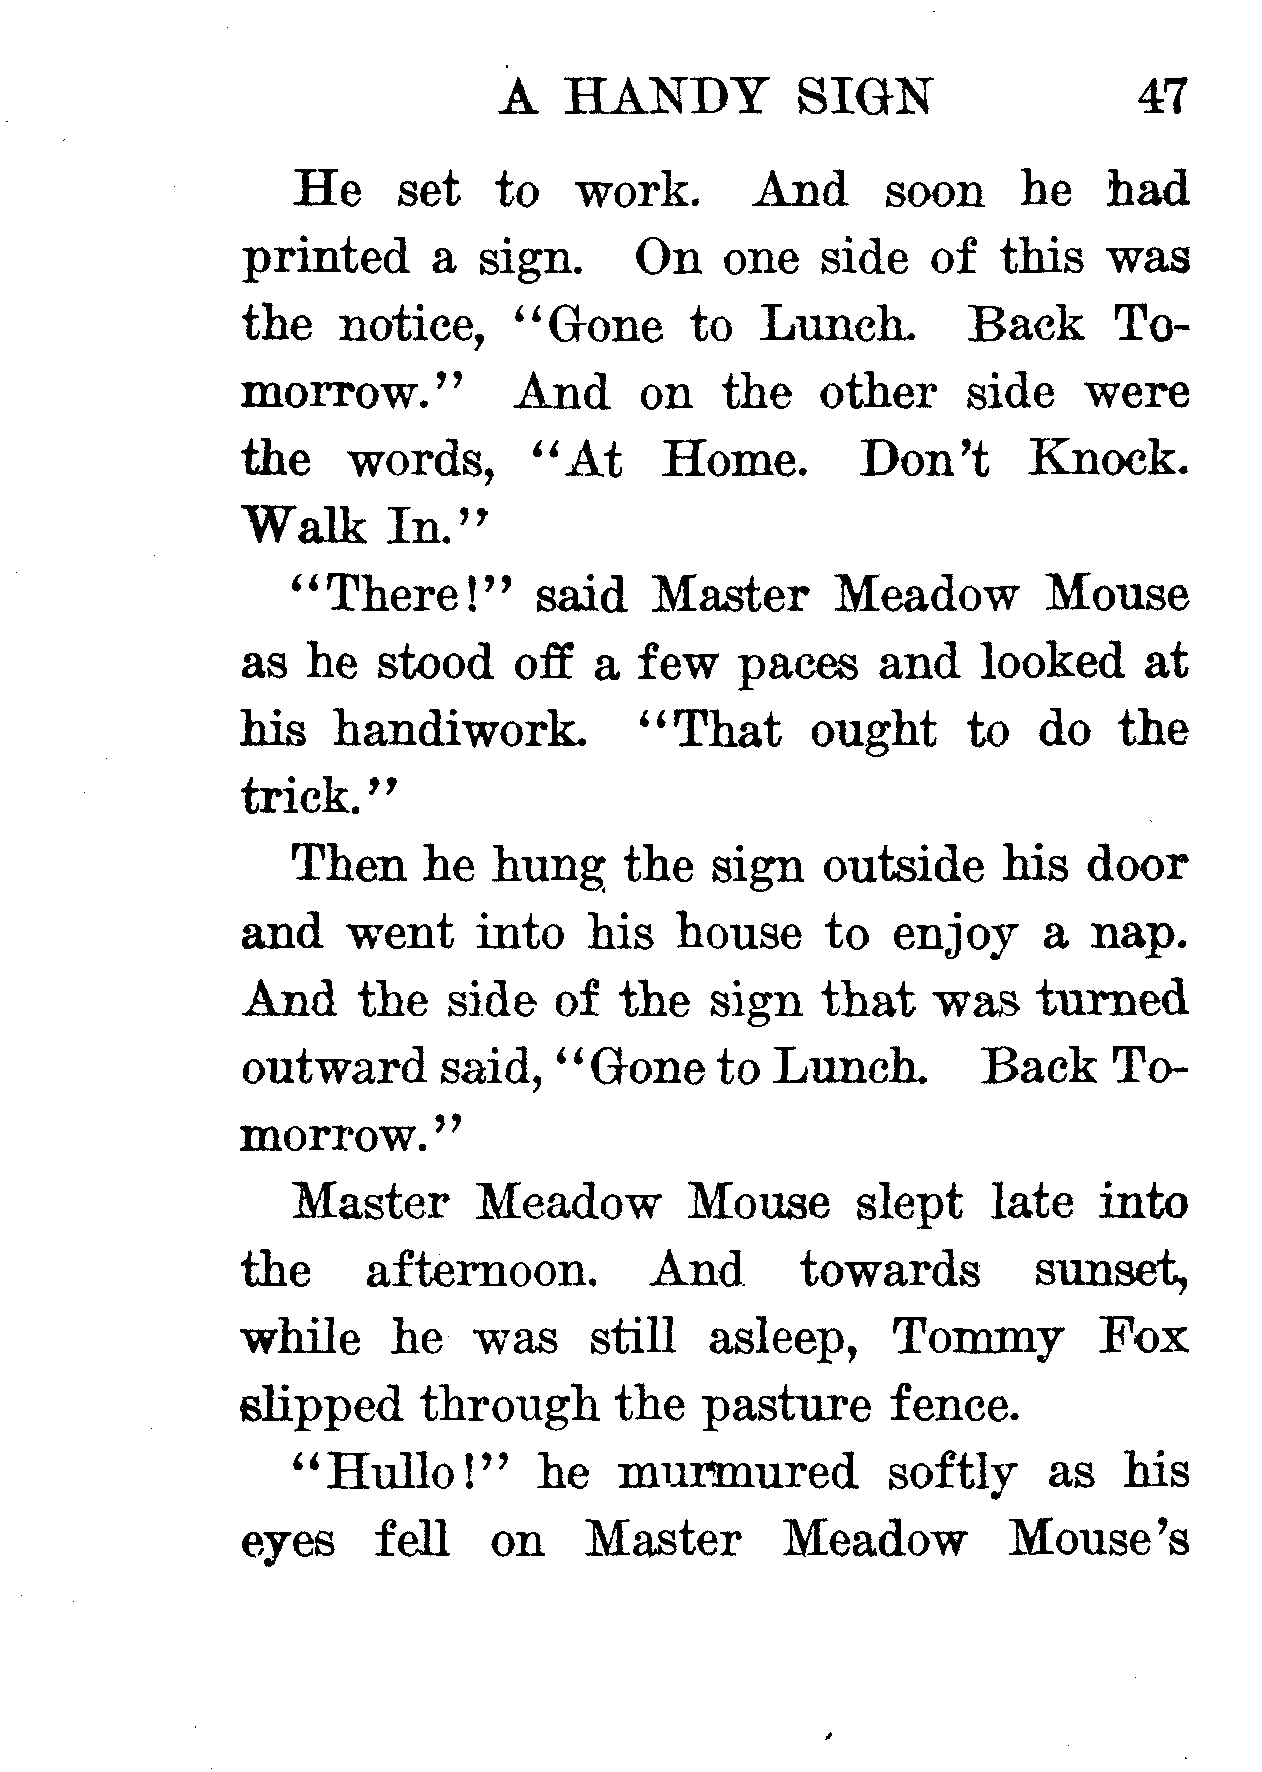 A HANDY SIGN 47
He set to work. And soon he had
printed a sign. On one side of this was
the notice, "Gone to Lunch. Back To-
morrow." And on the other side were
the words, "At Home. Don't Knock.
Walk In."
"There!" said Master Meadow Mouse
as he stood off a few paces and looked at
his handiwork. "That ought to do the
trick."
Then he hung the sign outside his door
and went into his house to enjoy a nap.
And the side of the sign that was turned
outward said, "Gone to Lunch. Back To-
morrow."
Master Meadow Mouse slept late into
the afternoon. And towards sunset,
while he was still asleep, Tommy Fox
slipped through the pasture fence.
"Hullo!" he murmured softly as his
eyes fell on Master Meadow Mouse's